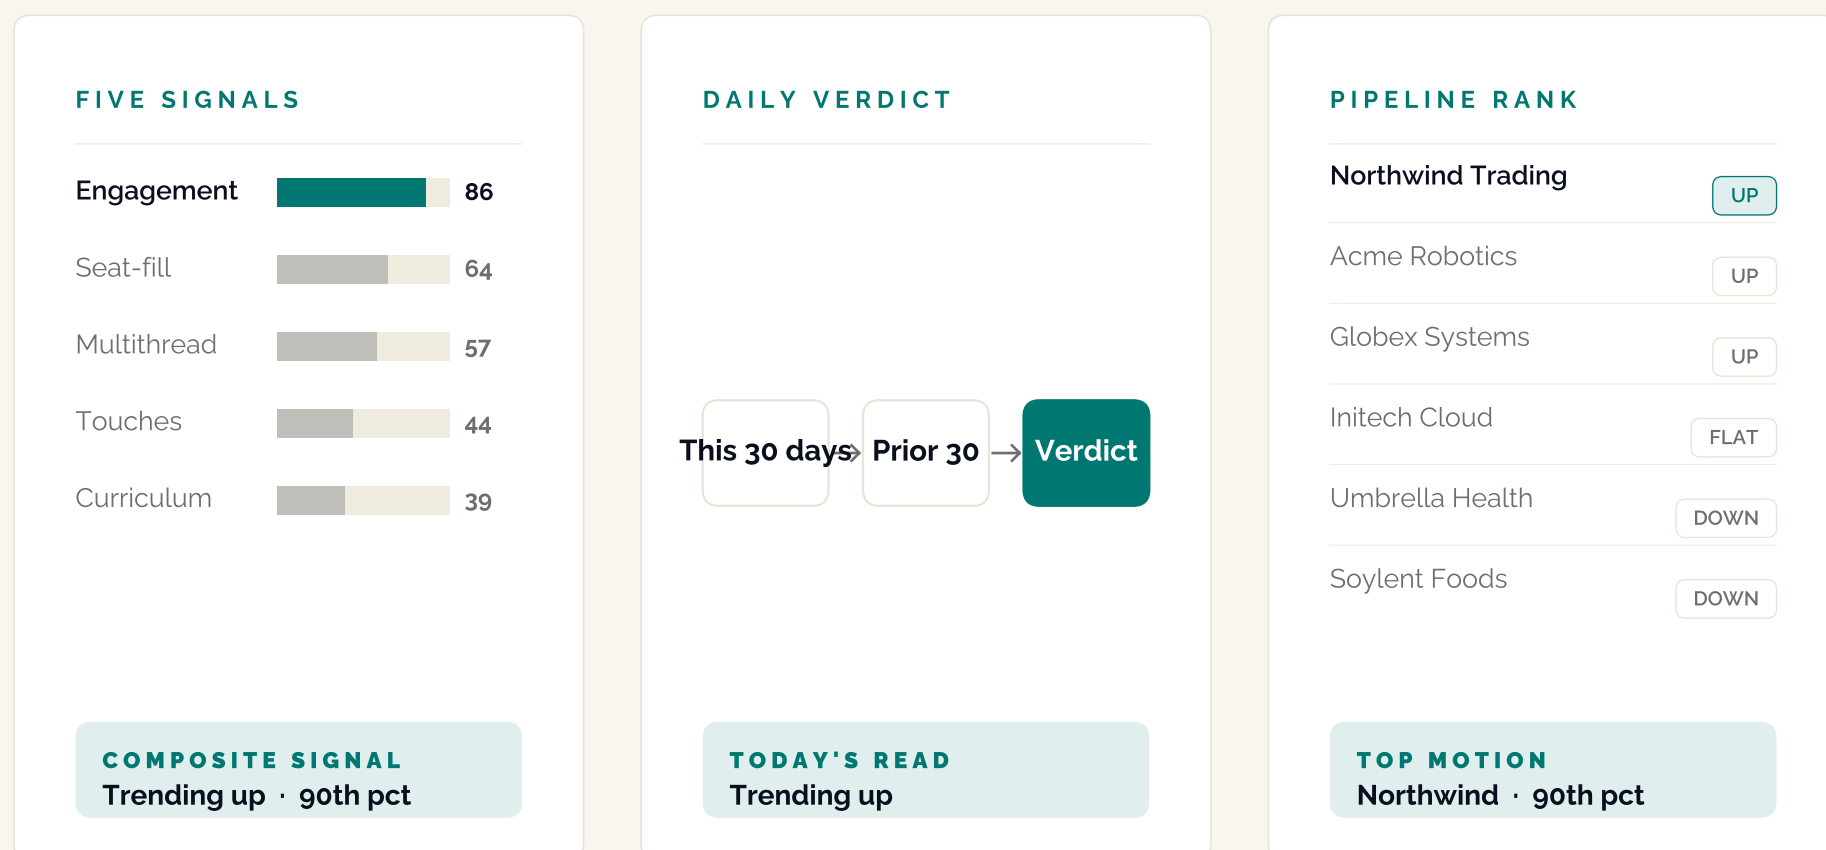 FIVE SIGNALS
Engagement 86
Seat-fill 64
Multithread 57
Touches 44
Curriculum 39
COMPOSITE SIGNAL
Trending up · 90th pct
DAILY VERDICT
This 30 days → Prior 30 → Verdict
TODAY'S READ
Trending up
PIPELINE RANK
Northwind Trading UP
Acme Robotics UP
Globex Systems UP
Initech Cloud FLAT
Umbrella Health DOWN
Soylent Foods DOWN
TOP MOTION
Northwind · 90th pct